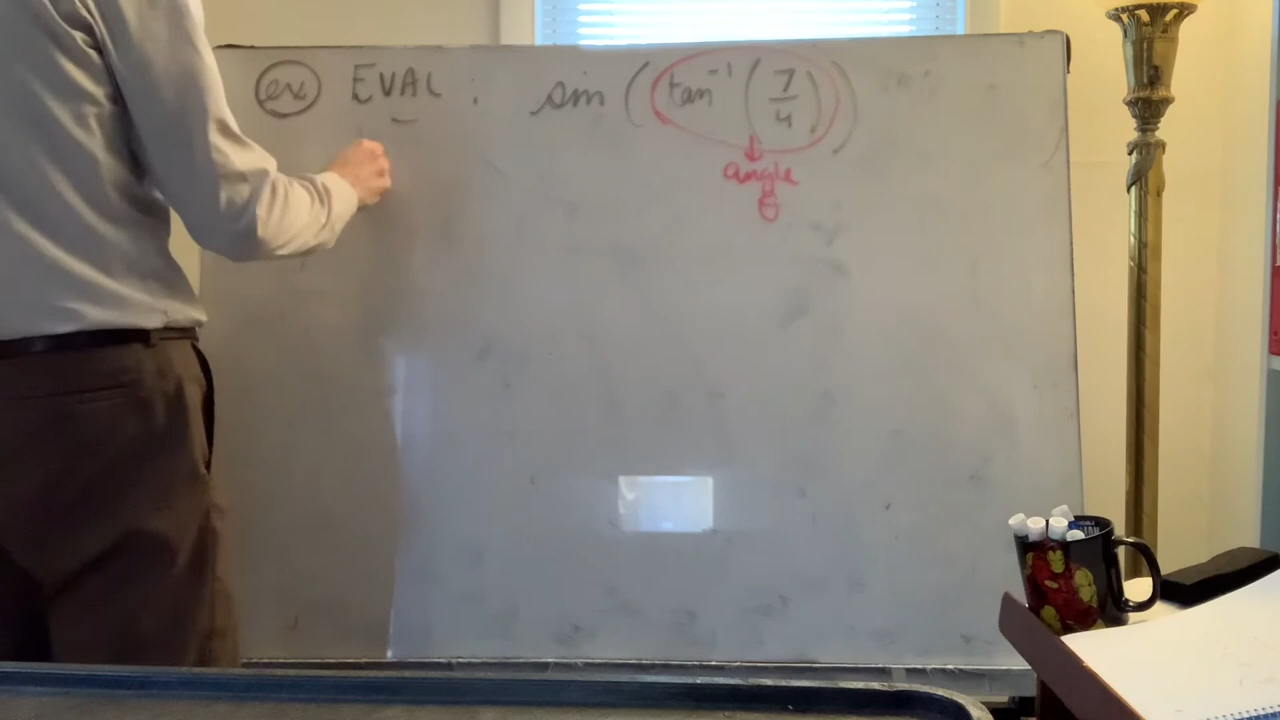 ex EVAL : sin ( tan⁻¹ ( 7/4 ) )
angle
θ